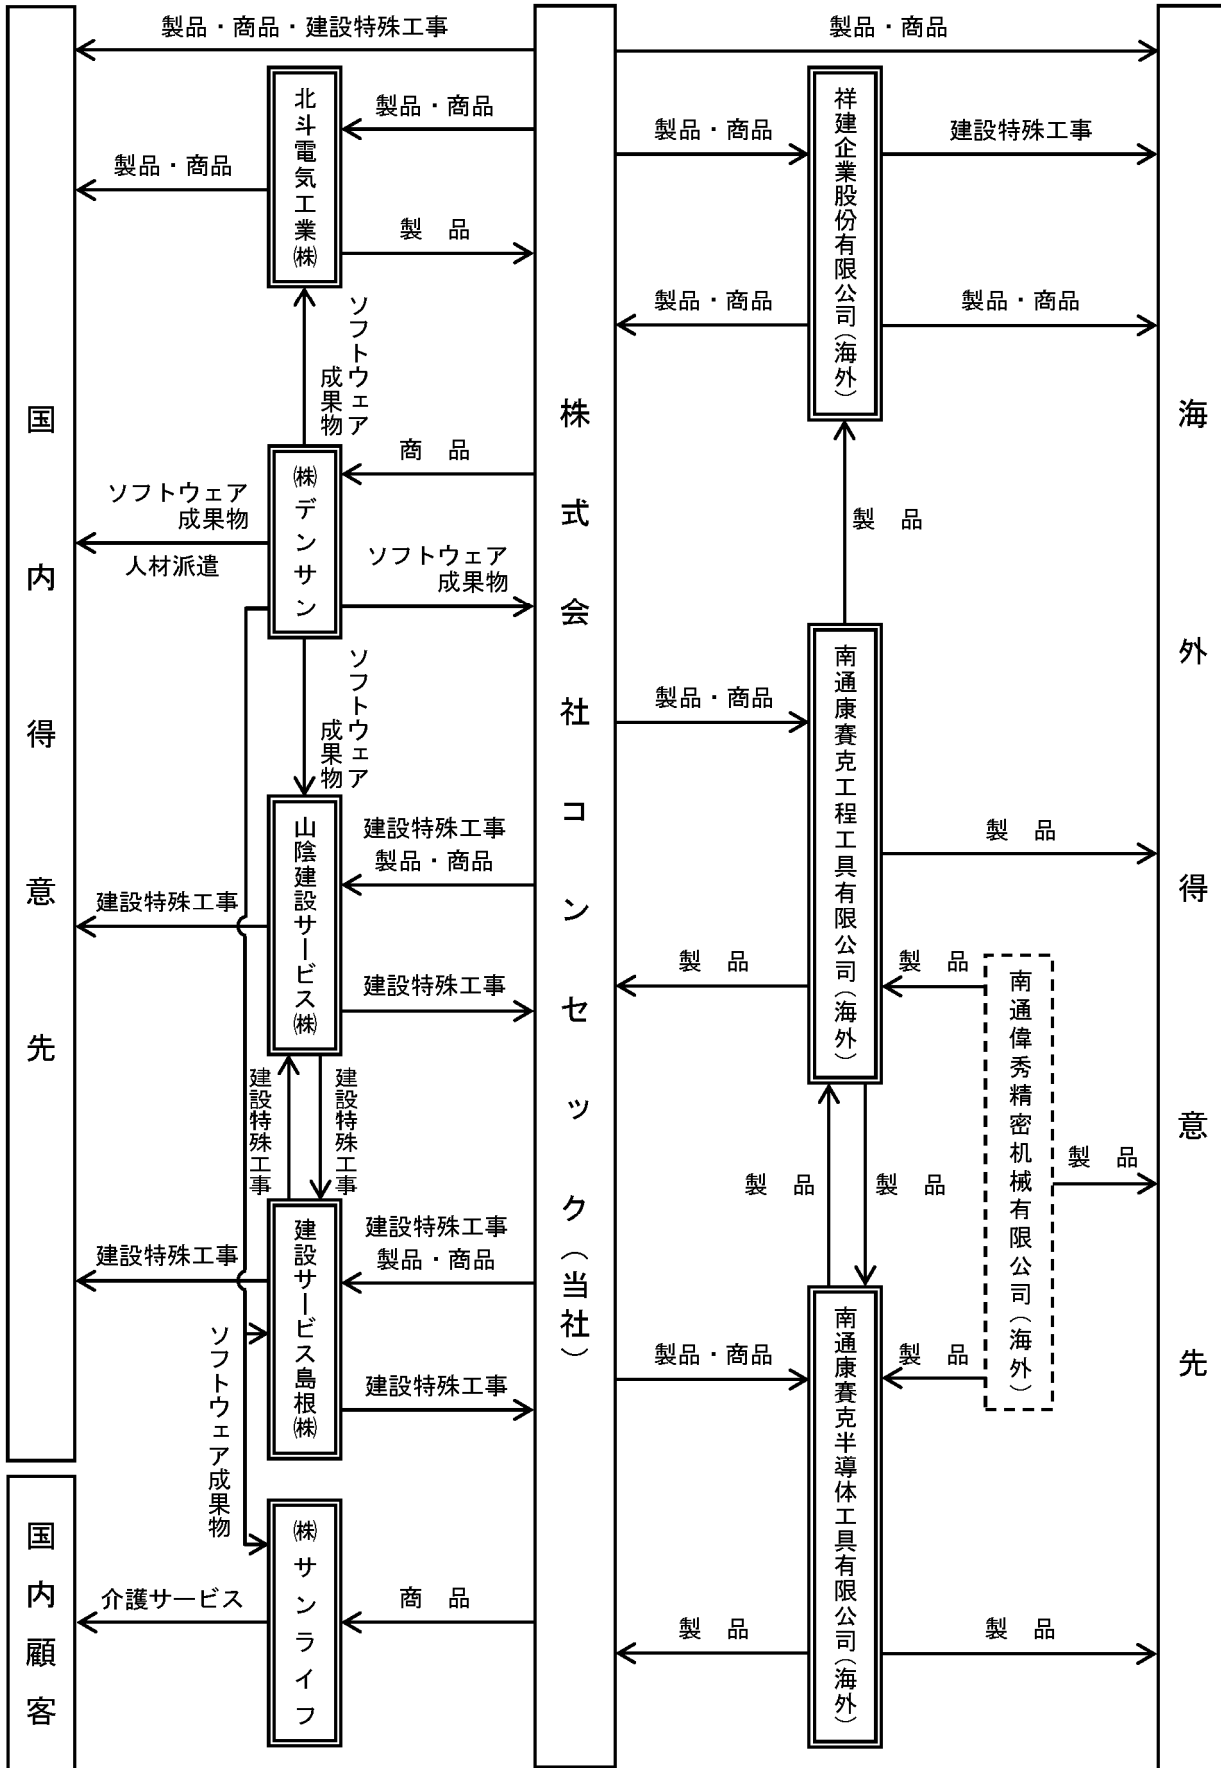 製品・商品・建設特殊工事
製品・商品
北斗電気工業㈱
製品・商品
製品・商品
製　品
祥建企業股份有限公司（海外）
製品・商品
建設特殊工事
製品・商品
製品・商品
ソフトウェア
成果物
国内得意先
株式会社コンセック（当社）
海外得意先
㈱デンサン
商　品
ソフトウェア
成果物
人材派遣
ソフトウェア
成果物
製　品
ソフトウェア
成果物
南通康賽克工程工具有限公司（海外）
製品・商品
製　品
製　品
製　品
山陰建設サービス㈱
建設特殊工事
製品・商品
建設特殊工事
建設特殊工事
南通偉秀精密机械有限公司（海外）
製　品
製　品
建設特殊工事
建設特殊工事
製　品
製　品
建設サービス島根㈱
建設特殊工事
製品・商品
建設特殊工事
建設特殊工事
ソフトウェア成果物
南通康賽克半導体工具有限公司（海外）
製品・商品
製　品
製　品
国内顧客
㈱サンライフ
介護サービス
商　品